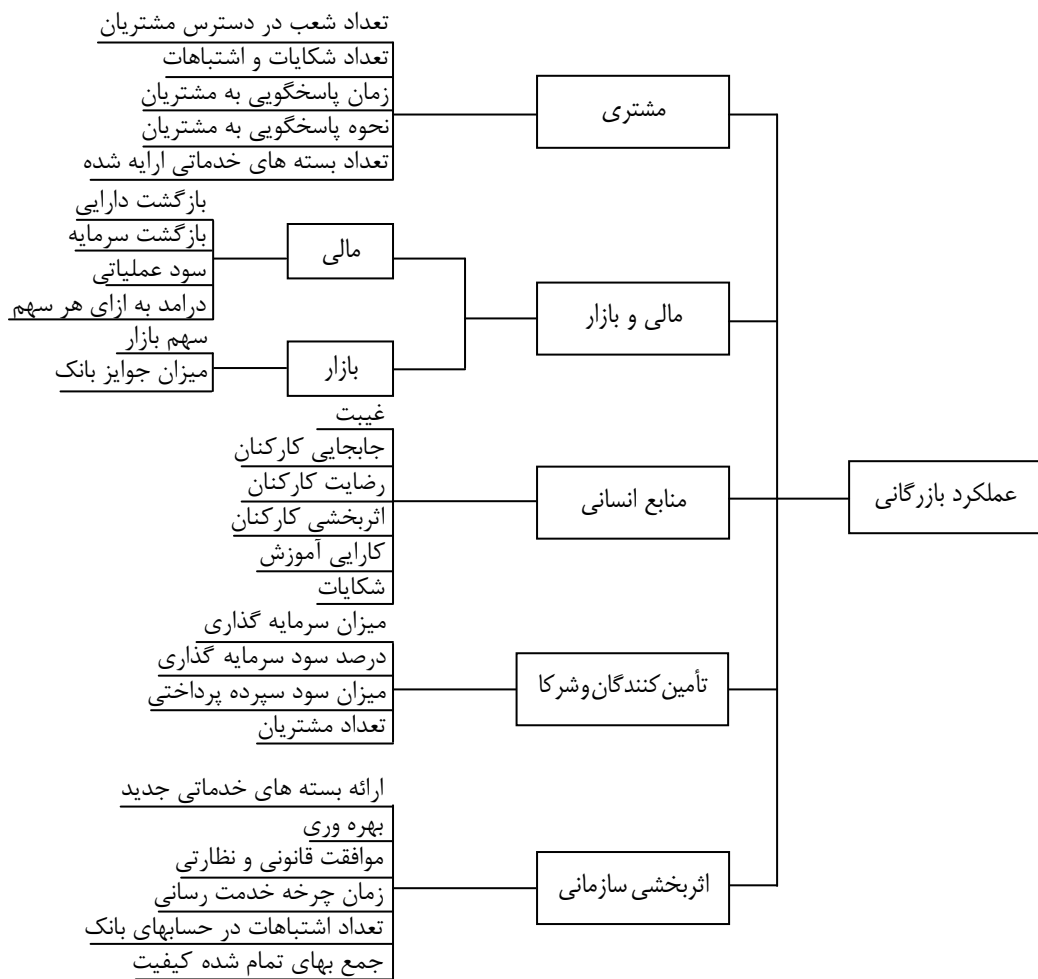 عملکرد بازرگانی
مشتری
تعداد شعب در دسترس مشتریان
تعداد شکایات و اشتباهات
زمان پاسخگویی به مشتریان
نحوه پاسخگویی به مشتریان
تعداد بسته های خدماتی ارایه شده
مالی و بازار
مالی
بازگشت دارایی
بازگشت سرمایه
سود عملیاتی
درامد به ازای هر سهم
بازار
سهم بازار
میزان جوایز بانک
منابع انسانی
غیبت
جابجایی کارکنان
رضایت کارکنان
اثربخشی کارکنان
کارایی آموزش
شکایات
تأمین‌کنندگان و شرکا
میزان سرمایه گذاری
درصد سود سرمایه گذاری
میزان سود سپرده پرداختی
تعداد مشتریان
اثربخشی سازمانی
ارائه بسته های خدماتی جدید
بهره وری
موافقت قانونی و نظارتی
زمان چرخه خدمت رسانی
تعداد اشتباهات در حسابهای بانک
جمع بهای تمام شده کیفیت